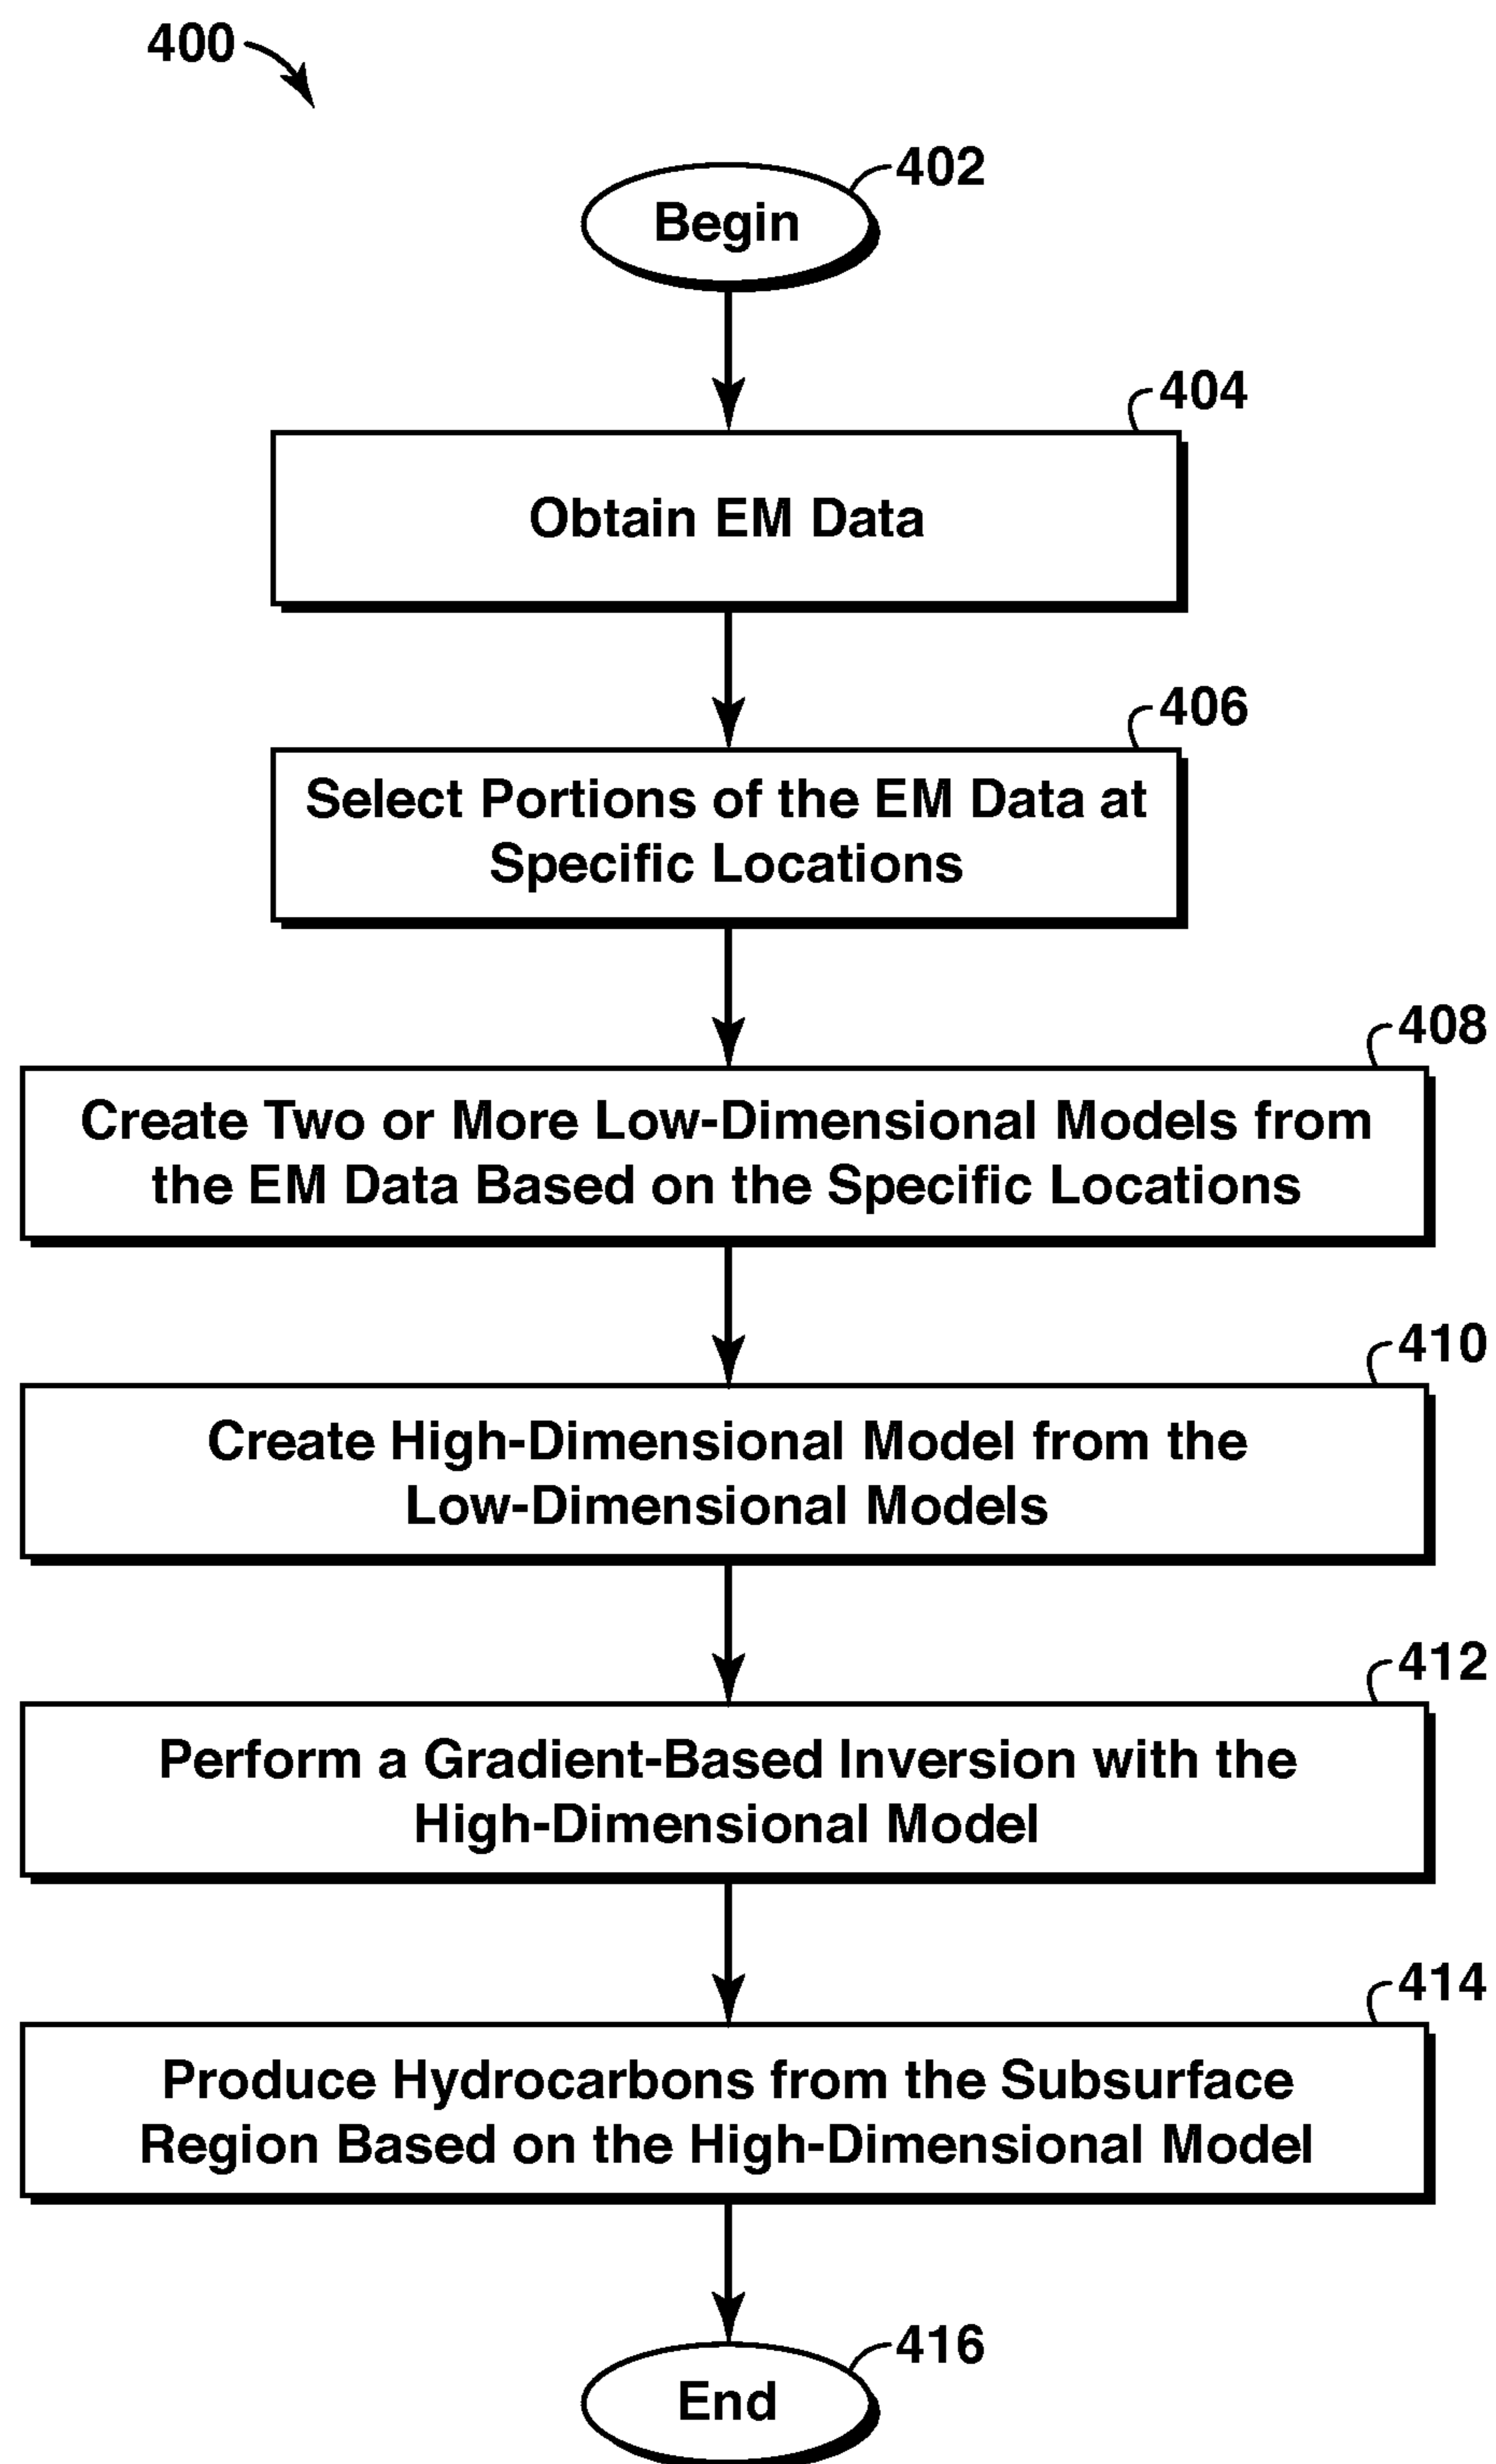 400
402
Begin
404
Obtain EM Data
406
Select Portions of the EM Data at
Specific Locations
408
Create Two or More Low-Dimensional Models from
the EM Data Based on the Specific Locations
410
Create High-Dimensional Model from the
Low-Dimensional Models
412
Perform a Gradient-Based Inversion with the
High-Dimensional Model
414
Produce Hydrocarbons from the Subsurface
Region Based on the High-Dimensional Model
416
End